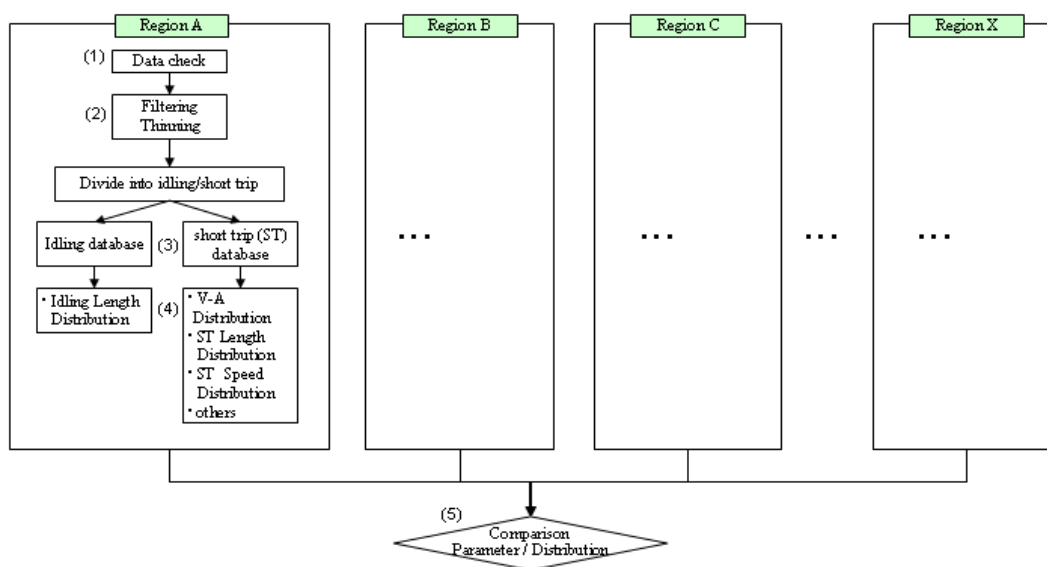 Region A
Region B
Region C
Region X
(1)
Data check
(2)
Filtering
Thinning
Divide into idling/short trip
Idling database
(3)
short trip (ST)
database
・Idling Length
Distribution
(4)
・V-A
Distribution
・ST Length
Distribution
・ST Speed
Distribution
・others
...
...
...
...
(5)
Comparison
Parameter / Distribution